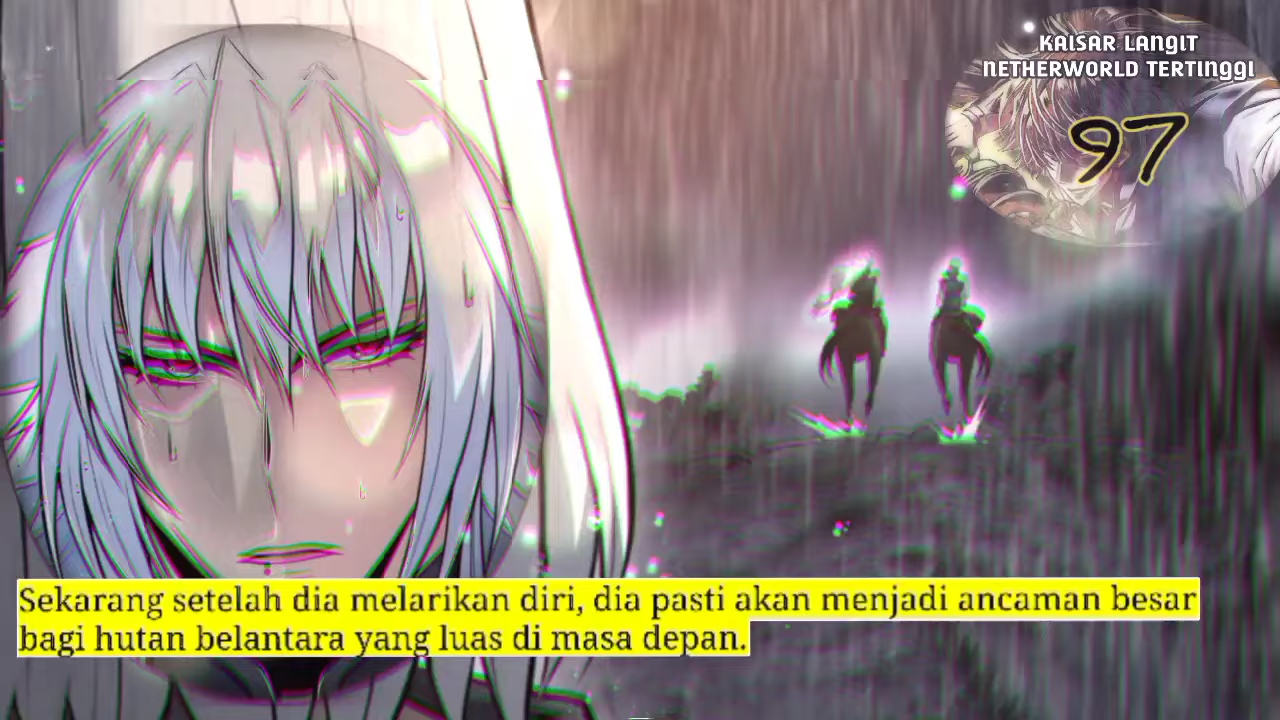 KAISAR LANGIT
NETHERWORLD TERTINGGI
97
Sekarang setelah dia melarikan diri, dia pasti akan menjadi ancaman besar
bagi hutan belantara yang luas di masa depan.